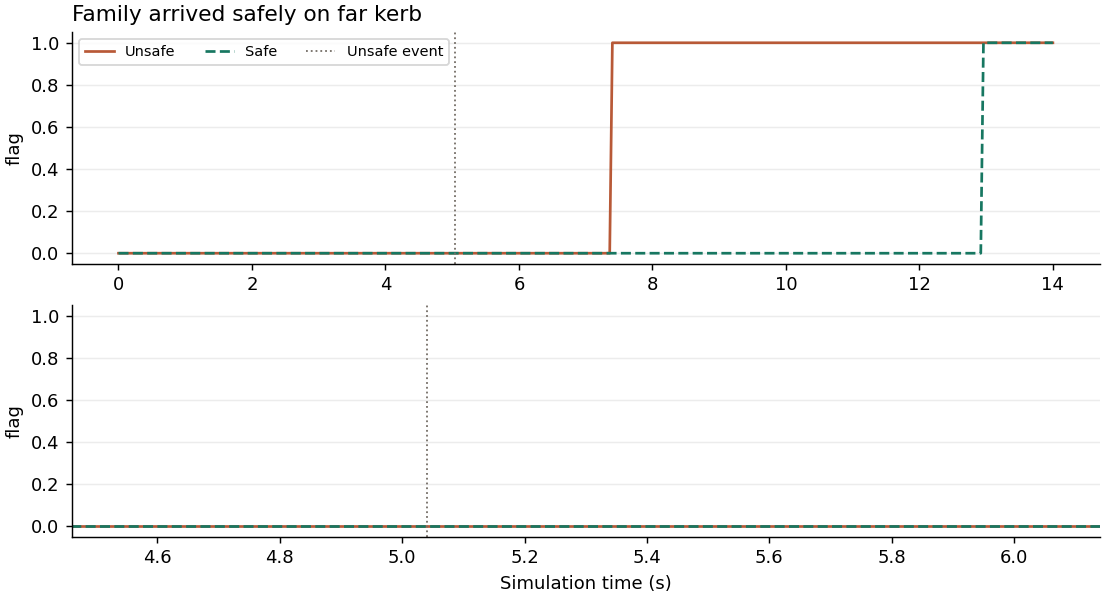 Family arrived safely on far kerb
Unsafe Safe Unsafe event
flag
1.0
0.8
0.6
0.4
0.2
0.0
0 2 4 6 8 10 12 14
flag
1.0
0.8
0.6
0.4
0.2
0.0
4.6 4.8 5.0 5.2 5.4 5.6 5.8 6.0
Simulation time (s)